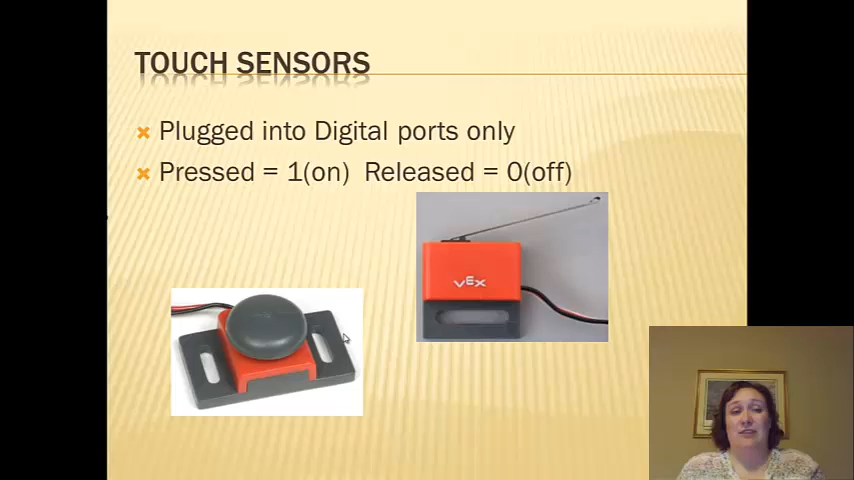 TOUCH SENSORS
Plugged into Digital ports only
Pressed = 1(on) Released = 0(off)
VEX